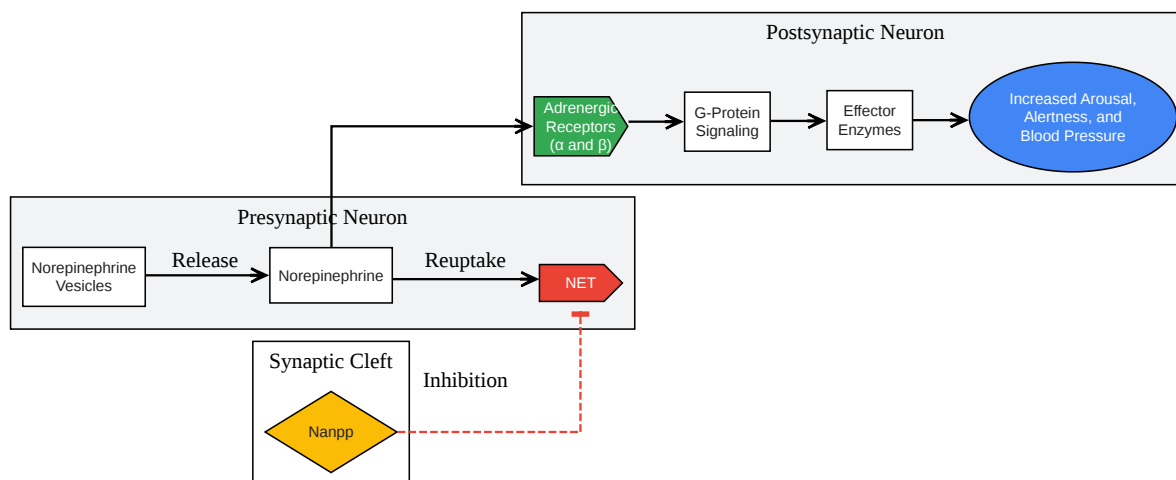 Postsynaptic Neuron
Adrenergic
Receptors
(α and β)
G-Protein
Signaling
Effector
Enzymes
Increased Arousal,
Alertness, and
Blood Pressure
Presynaptic Neuron
Norepinephrine
Vesicles
Release
Norepinephrine
Reuptake
NET
Synaptic Cleft
Inhibition
Nanpp